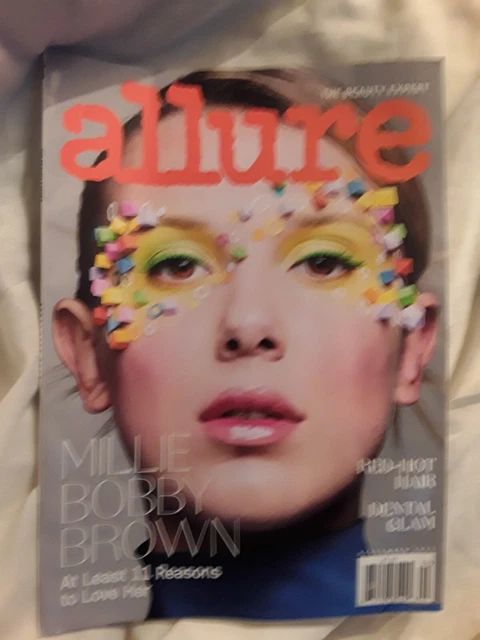 THE BEAUTY EXPERT
allure
MILLIE
BOBBY
BROWN
At Least 11 Reasons
to Love Her
RED-HOT
HAIR
DENTAL
GLAM